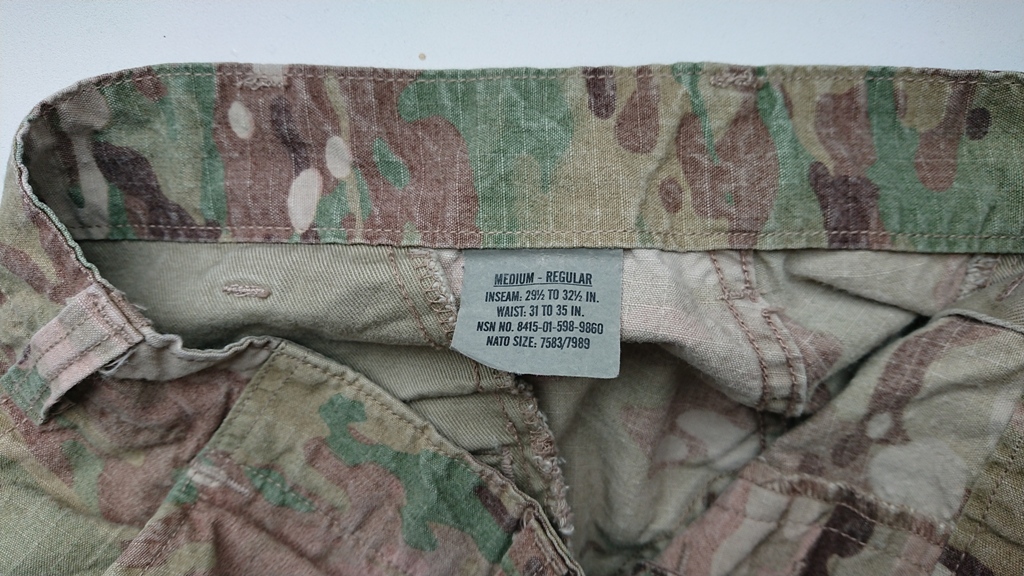 MEDIUM - REGULAR
INSEAM: 29½ TO 32½ IN.
WAIST: 31 TO 35 IN.
NSN NO. 8415-01-598-9860
NATO SIZE: 7583/7989